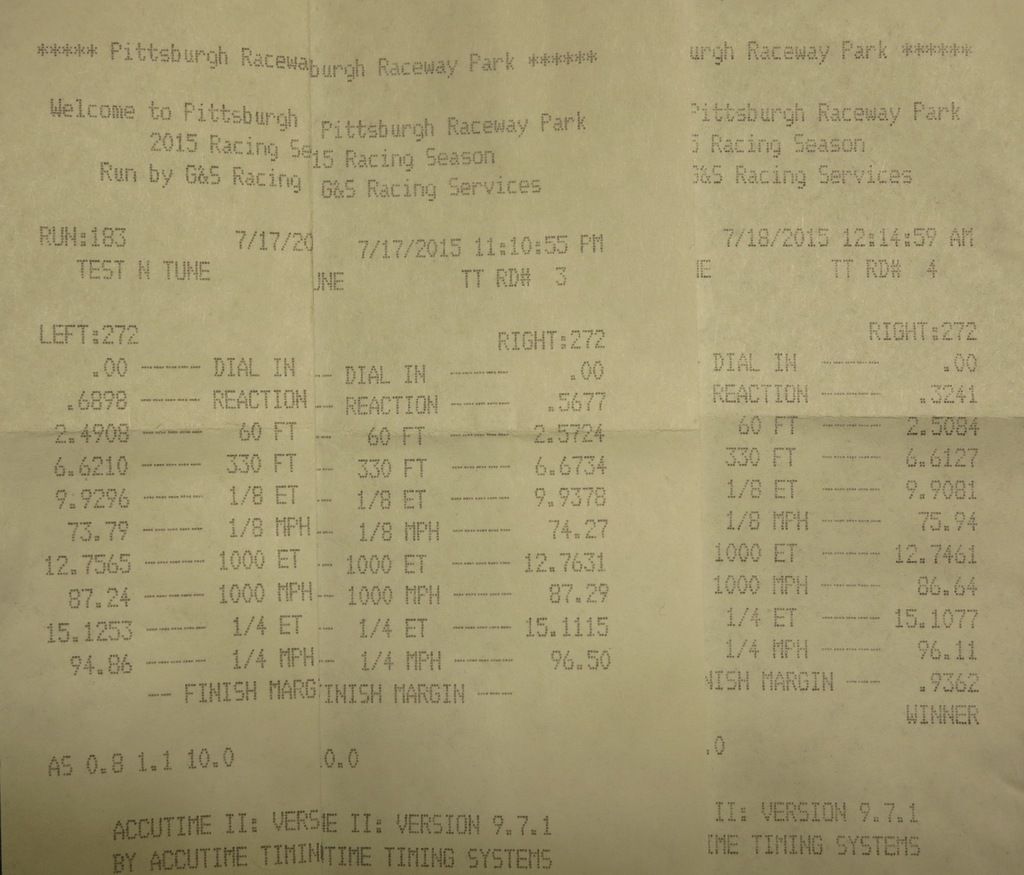 ***** Pittsburgh Racewa
Welcome to Pittsburgh
2015 Racing Se
Run by G&S Racing
RUN:183 7/17/20
TEST N TUNE
LEFT:272
.00 ------ DIAL IN
.6898 ------ REACTION
2.4908 ------ 60 FT
6.6210 ------ 330 FT
9.9296 ------ 1/8 ET
73.79 ------ 1/8 MPH
12.7565 ------ 1000 ET
87.24 ------ 1000 MPH
15.1253 ------ 1/4 ET
94.86 ------ 1/4 MPH
-- FINISH MARG
AS 0.8 1.1 10.0
ACCUTIME II: VERS
BY ACCUTIME TIMIN
burgh Raceway Park ******
Pittsburgh Raceway Park
15 Racing Season
G&S Racing Services
7/17/2015 11:10:55 PM
UNE TT RD# 3
RIGHT:272
-- DIAL IN ------ .00
-- REACTION ------ .5677
-- 60 FT ------ 2.5724
-- 330 FT ------ 6.6734
-- 1/8 ET ------ 9.9378
-- 1/8 MPH ------ 74.27
-- 1000 ET ------ 12.7631
-- 1000 MPH ------ 87.29
-- 1/4 ET ------ 15.1115
-- 1/4 MPH ------ 96.50
INISH MARGIN ----
0.0
E II: VERSION 9.7.1
TIME TIMING SYSTEMS
urgh Raceway Park ******
Pittsburgh Raceway Park
5 Racing Season
G&S Racing Services
7/18/2015 12:14:59 AM
NE TT RD# 4
RIGHT:272
DIAL IN ------ .00
REACTION ------ .3241
60 FT ------ 2.5084
330 FT ------ 6.6127
1/8 ET ------ 9.9081
1/8 MPH ------ 75.94
1000 ET ------ 12.7461
1000 MPH ------ 86.64
1/4 ET ------ 15.1077
1/4 MPH ------ 96.11
NISH MARGIN ---- .9362
WINNER
.0
II: VERSION 9.7.1
IME TIMING SYSTEMS